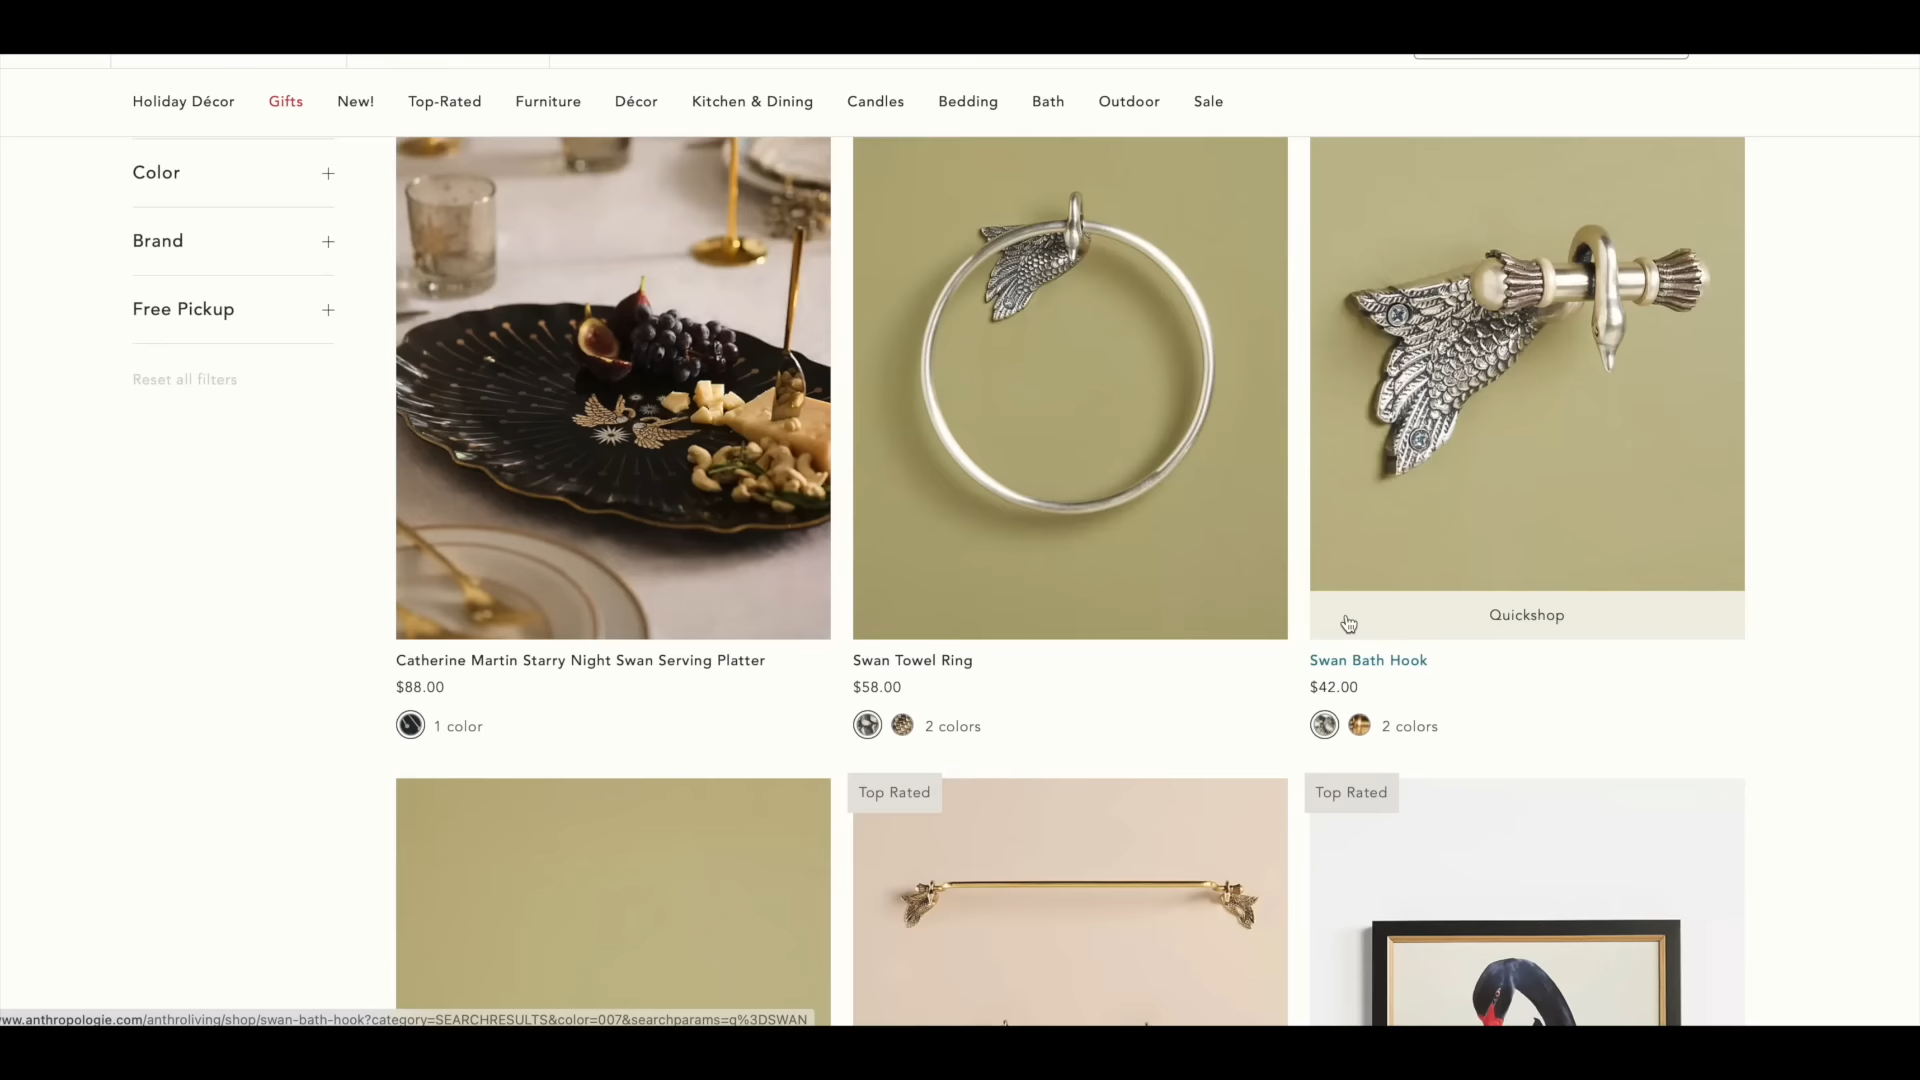 Holiday Décor Gifts New! Top-Rated Furniture Décor Kitchen & Dining Candles Bedding Bath Outdoor Sale
Color
Brand
Free Pickup
Reset all filters
Quickshop
Catherine Martin Starry Night Swan Serving Platter
$88.00
1 color
Swan Towel Ring
$58.00
2 colors
Swan Bath Hook
$42.00
2 colors
Top Rated
Top Rated
www.anthropologie.com/anthroliving/shop/swan-bath-hook?category=SEARCHRESULTS&color=007&searchparams=q%3DSWAN